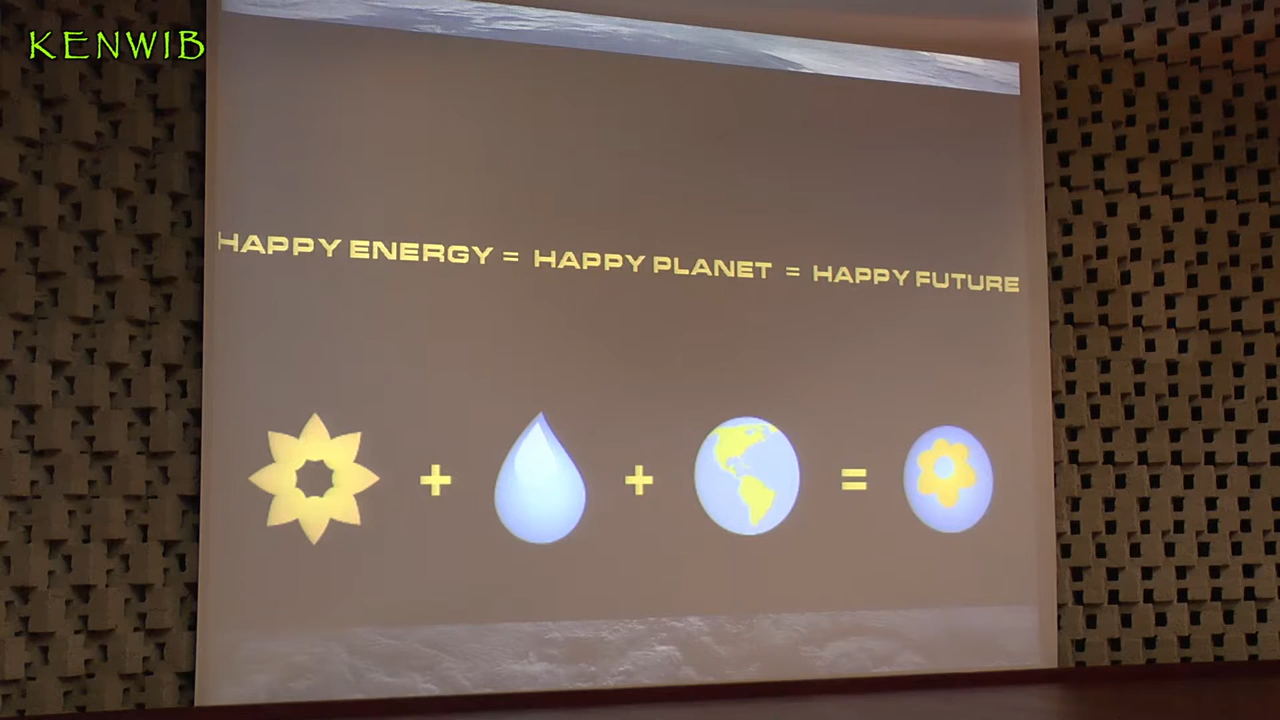 KENWIB
HAPPY ENERGY = HAPPY PLANET = HAPPY FUTURE
+ + =